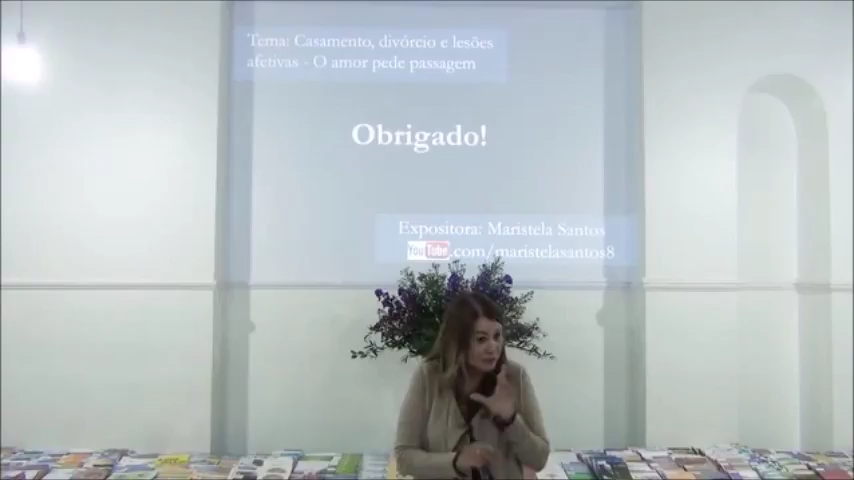 Tema: Casamento, divórcio e lesões
afetivas - O amor pede passagem
Obrigado!
Expositora: Maristela Santos
YouTube.com/maristelasantos8